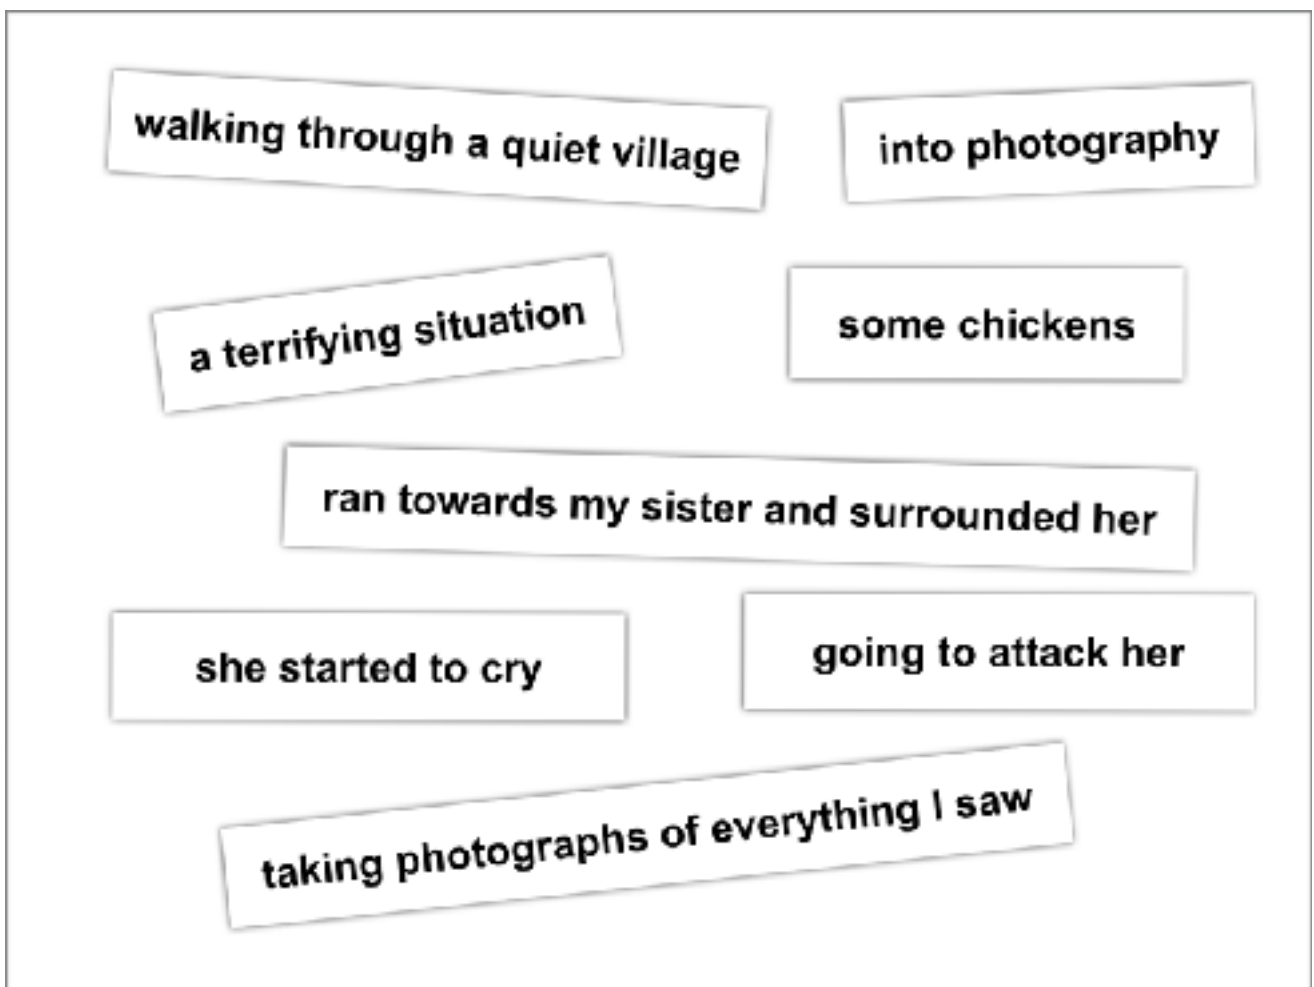 walking through a quiet village
into photography
a terrifying situation
some chickens
ran towards my sister and surrounded her
she started to cry
going to attack her
taking photographs of everything I saw